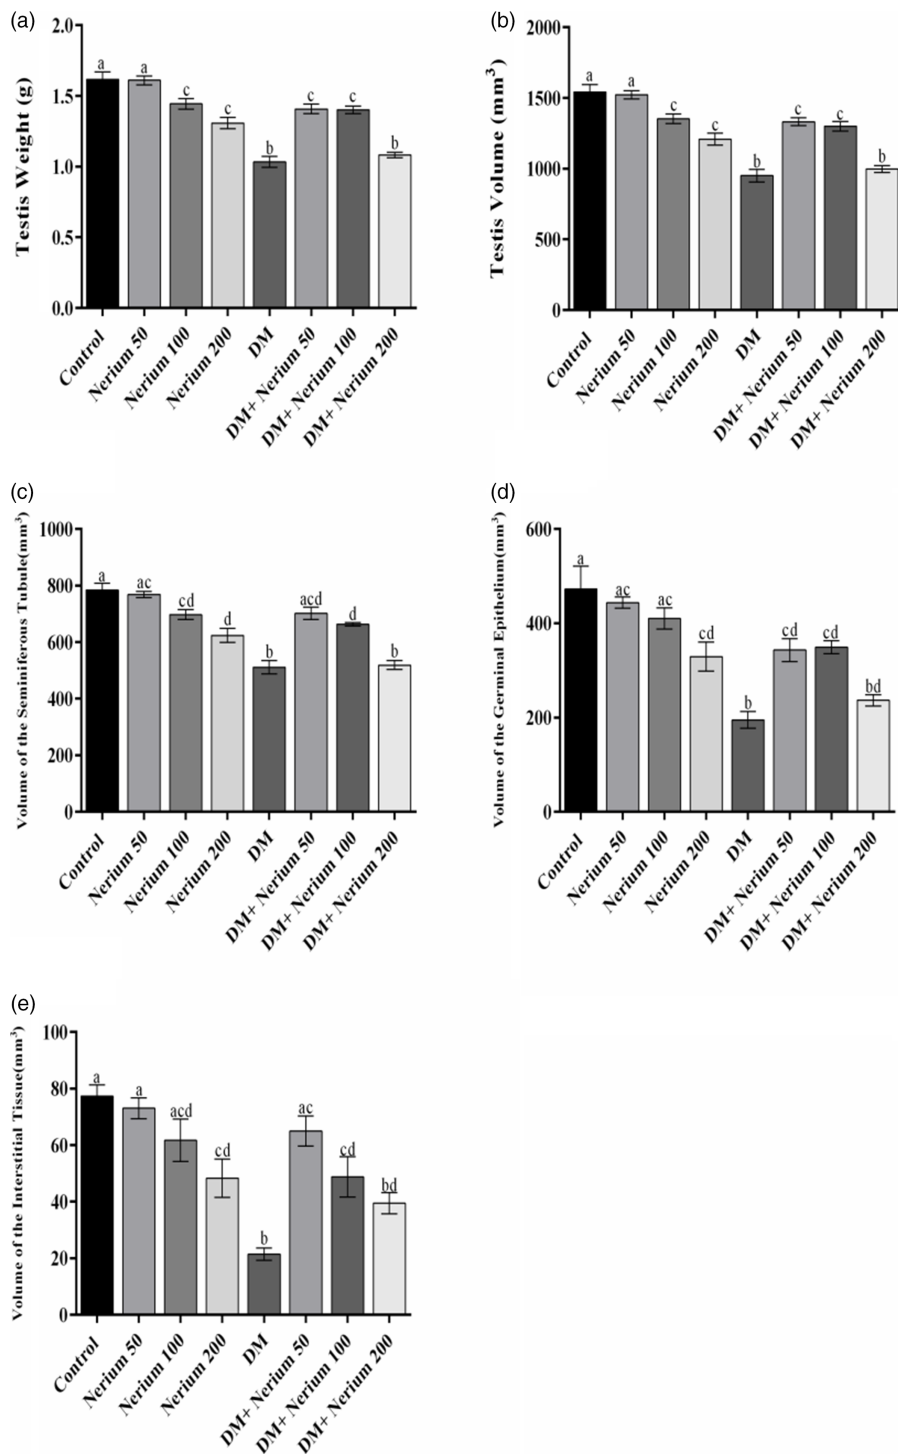 (a)
Testis Weight (g)
2.0
1.5
1.0
0.5
0.0
a
a
c
c
b
c
c
b
Control
Nerium 50
Nerium 100
Nerium 200
DM
DM+ Nerium 50
DM+ Nerium 100
DM+ Nerium 200
(b)
Testis Volume (mm³)
2000
1500
1000
500
0
a
a
c
c
b
c
c
b
Control
Nerium 50
Nerium 100
Nerium 200
DM
DM+ Nerium 50
DM+ Nerium 100
DM+ Nerium 200
(c)
Volume of the Seminiferous Tubule(mm³)
1000
800
600
400
200
0
a
ac
cd
d
b
acd
d
b
Control
Nerium 50
Nerium 100
Nerium 200
DM
DM+ Nerium 50
DM+ Nerium 100
DM+ Nerium 200
(d)
Volume of the Germinal Epithelium(mm³)
600
400
200
0
a
ac
ac
cd
b
cd
cd
bd
Control
Nerium 50
Nerium 100
Nerium 200
DM
DM+ Nerium 50
DM+ Nerium 100
DM+ Nerium 200
(e)
Volume of the Interstitial Tissue(mm³)
100
80
60
40
20
0
a
a
acd
cd
b
ac
cd
bd
Control
Nerium 50
Nerium 100
Nerium 200
DM
DM+ Nerium 50
DM+ Nerium 100
DM+ Nerium 200